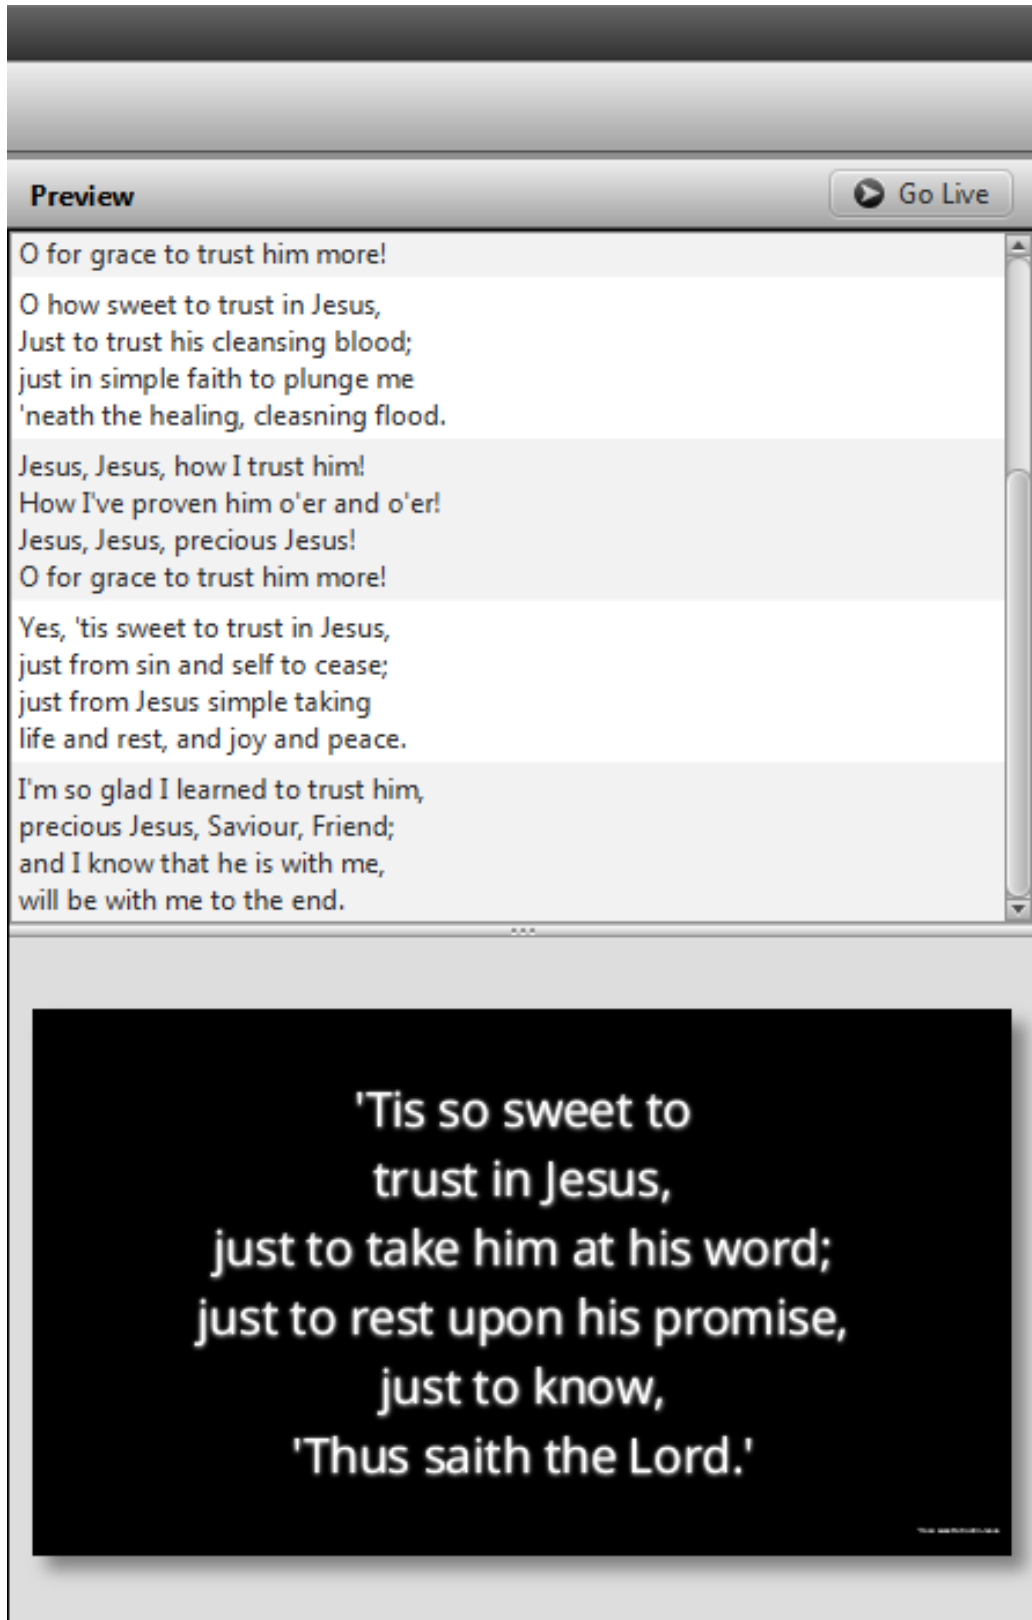 Preview
Go Live
O for grace to trust him more!
O how sweet to trust in Jesus,
Just to trust his cleansing blood;
just in simple faith to plunge me
'neath the healing, cleasning flood.
Jesus, Jesus, how I trust him!
How I've proven him o'er and o'er!
Jesus, Jesus, precious Jesus!
O for grace to trust him more!
Yes, 'tis sweet to trust in Jesus,
just from sin and self to cease;
just from Jesus simple taking
life and rest, and joy and peace.
I'm so glad I learned to trust him,
precious Jesus, Saviour, Friend;
and I know that he is with me,
will be with me to the end.
'Tis so sweet to
trust in Jesus,
just to take him at his word;
just to rest upon his promise,
just to know,
'Thus saith the Lord.'